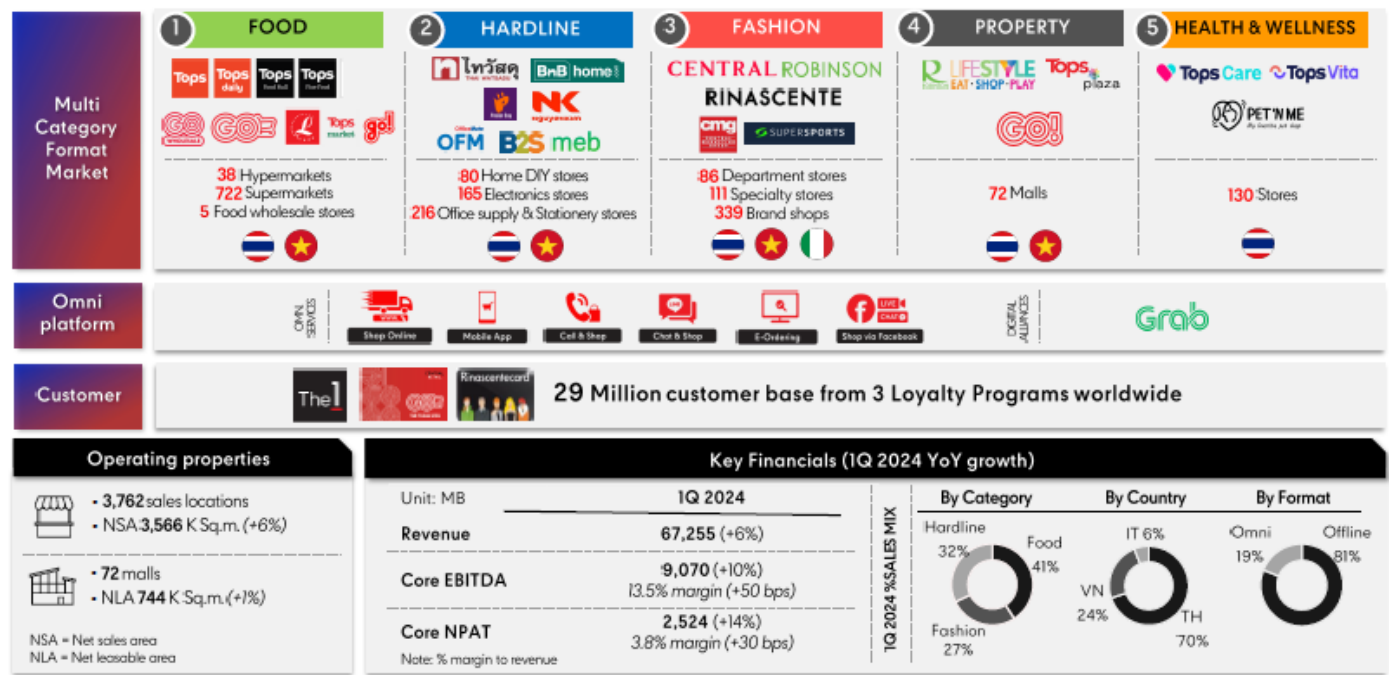 Multi
Category
Format
Market
1 FOOD
Tops
Tops
daily
Tops
Food Hall
Tops
Fine Food
GO
WHOLESALE
GO!
L
Tops
market
go!
38 Hypermarkets
722 Supermarkets
5 Food wholesale stores
2 HARDLINE
ไทวัสดุ
THAI WATSADU
BnB home
NK
nguyenkim
OfficeMate
OFM
B2S
meb
80 Home DIY stores
165 Electronics stores
216 Office supply & Stationery stores
3 FASHION
CENTRAL ROBINSON
RINASCENTE
cmg
SUPERSPORTS
86 Department stores
111 Specialty stores
339 Brand shops
4 PROPERTY
R LIFESTYLE
EAT·SHOP·PLAY
Tops
plaza
GO!
72 Malls
5 HEALTH & WELLNESS
Tops Care
Tops Vita
PET'N ME
130 Stores
Omni
platform
OMNI
SERVICES
Shop Online
Mobile App
Call & Shop
Chat & Shop
E-Ordering
LIVE
CHAT
Shop via Facebook
DIGITAL
ALLIANCES
Grab
Customer
The1
Rinascentecard
29 Million customer base from 3 Loyalty Programs worldwide
Operating properties
• 3,762 sales locations
• NSA 3,566 K Sq.m. (+6%)
• 72 malls
• NLA 744 K Sq.m. (+1%)
NSA = Net sales area
NLA = Net leasable area
Key Financials (1Q 2024 YoY growth)
Unit: MB 1Q 2024
Revenue 67,255 (+6%)
Core EBITDA 9,070 (+10%)
13.5% margin (+50 bps)
Core NPAT 2,524 (+14%)
3.8% margin (+30 bps)
Note: % margin to revenue
1Q 2024 %SALES MIX
By Category
Hardline
32%
Food
41%
Fashion
27%
By Country
IT 6%
VN
24%
TH
70%
By Format
Omni
19%
Offline
81%